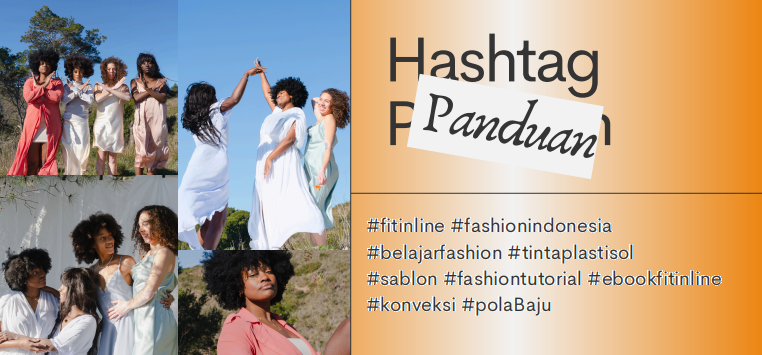 Hashtag
Panduan
#fitinline #fashionindonesia
#belajarfashion #tintaplastisol
#sablon #fashiontutorial #ebookfitinline
#konveksi #polaBaju